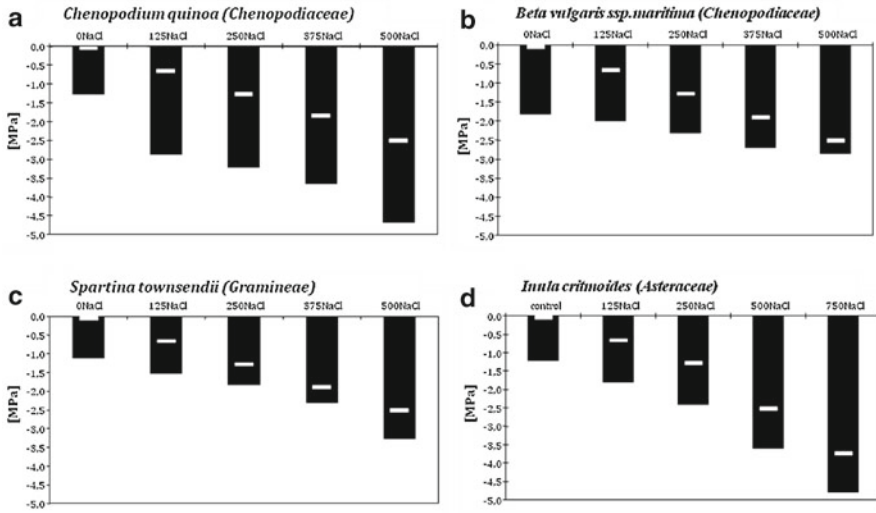 a
Chenopodium quinoa (Chenopodiaceae)
0NaCl 125NaCl 250NaCl 375NaCl 500NaCl
0.0
-0.5
-1.0
-1.5
-2.0
-2.5
-3.0
-3.5
-4.0
-4.5
-5.0
[MPa]
b
Beta vulgaris ssp.maritima (Chenopodiaceae)
0NaCl 125NaCl 250NaCl 375NaCl 500NaCl
0.0
-0.5
-1.0
-1.5
-2.0
-2.5
-3.0
-3.5
-4.0
-4.5
-5.0
[MPa]
c
Spartina townsendii (Gramineae)
0NaCl 125NaCl 250NaCl 375NaCl 500NaCl
0.0
-0.5
-1.0
-1.5
-2.0
-2.5
-3.0
-3.5
-4.0
-4.5
-5.0
[MPa]
d
Inula critmoides (Asteraceae)
control 125NaCl 250NaCl 500NaCl 750NaCl
0.0
-0.5
-1.0
-1.5
-2.0
-2.5
-3.0
-3.5
-4.0
-4.5
-5.0
[MPa]